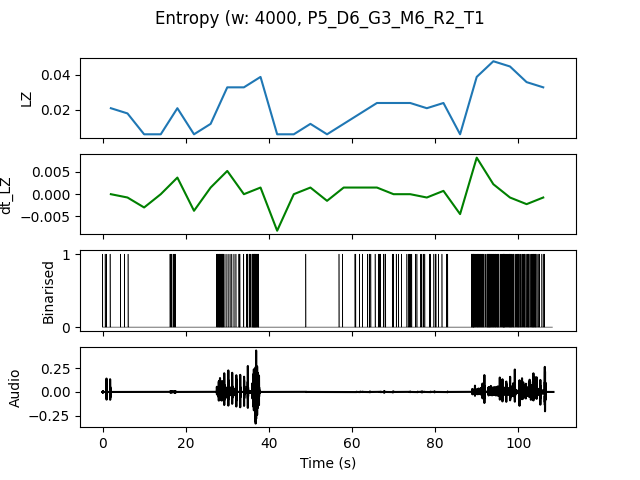 Entropy (w: 4000, P5_D6_G3_M6_R2_T1
0.04
0.02
LZ
0.005
0.000
−0.005
dt_LZ
1
0
Binarised
0.25
0.00
−0.25
Audio
0 20 40 60 80 100
Time (s)